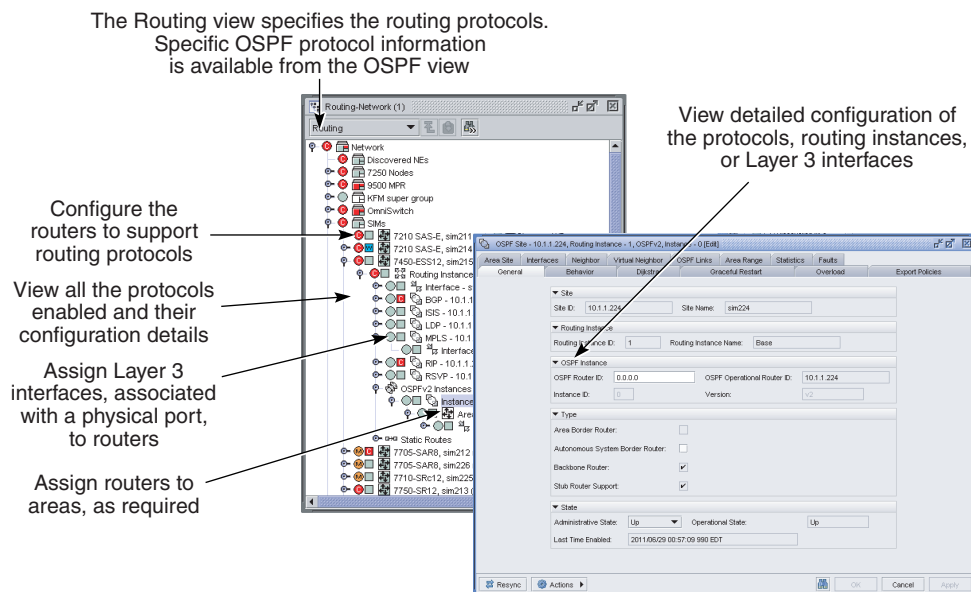 The Routing view specifies the routing protocols.
Specific OSPF protocol information
is available from the OSPF view
Routing-Network (1)
Routing
Network
Discovered NEs
7250 Nodes
9500 MPR
KFM super group
OmniSwitch
SIMs
7210 SAS-E, sim211
7210 SAS-E, sim214
7450-ESS12, sim215
Routing Instance
Interface - s
BGP - 10.1.1
ISIS - 10.1.1
LDP - 10.1.1
MPLS - 10.1
Interface
RIP - 10.1.1.
RSVP - 10.1
OSPFv2 Instances
Instance
Area
Static Routes
7705-SAR8, sim212
7705-SAR8, sim226
7710-SRc12, sim225
7750-SR12, sim213 (
Configure the
routers to support
routing protocols
View all the protocols
enabled and their
configuration details
Assign Layer 3
interfaces, associated
with a physical port,
to routers
Assign routers to
areas, as required
View detailed configuration of
the protocols, routing instances,
or Layer 3 interfaces
OSPF Site - 10.1.1.224, Routing Instance - 1, OSPFv2, Instance - 0 [Edit]
Area Site Interfaces Neighbor Virtual Neighbor OSPF Links Area Range Statistics Faults
General Behavior Dijkstra Graceful Restart Overload Export Policies
Site
Site ID: 10.1.1.224 Site Name: sim224
Routing Instance
Routing Instance ID: 1 Routing Instance Name: Base
OSPF Instance
OSPF Router ID: 0.0.0.0 OSPF Operational Router ID: 10.1.1.224
Instance ID: 0 Version: v2
Type
Area Border Router:
Autonomous System Border Router:
Backbone Router:
Stub Router Support:
State
Administrative State: Up Operational State: Up
Last Time Enabled: 2011/06/29 00:57:09 990 EDT
Resync Actions OK Cancel Apply